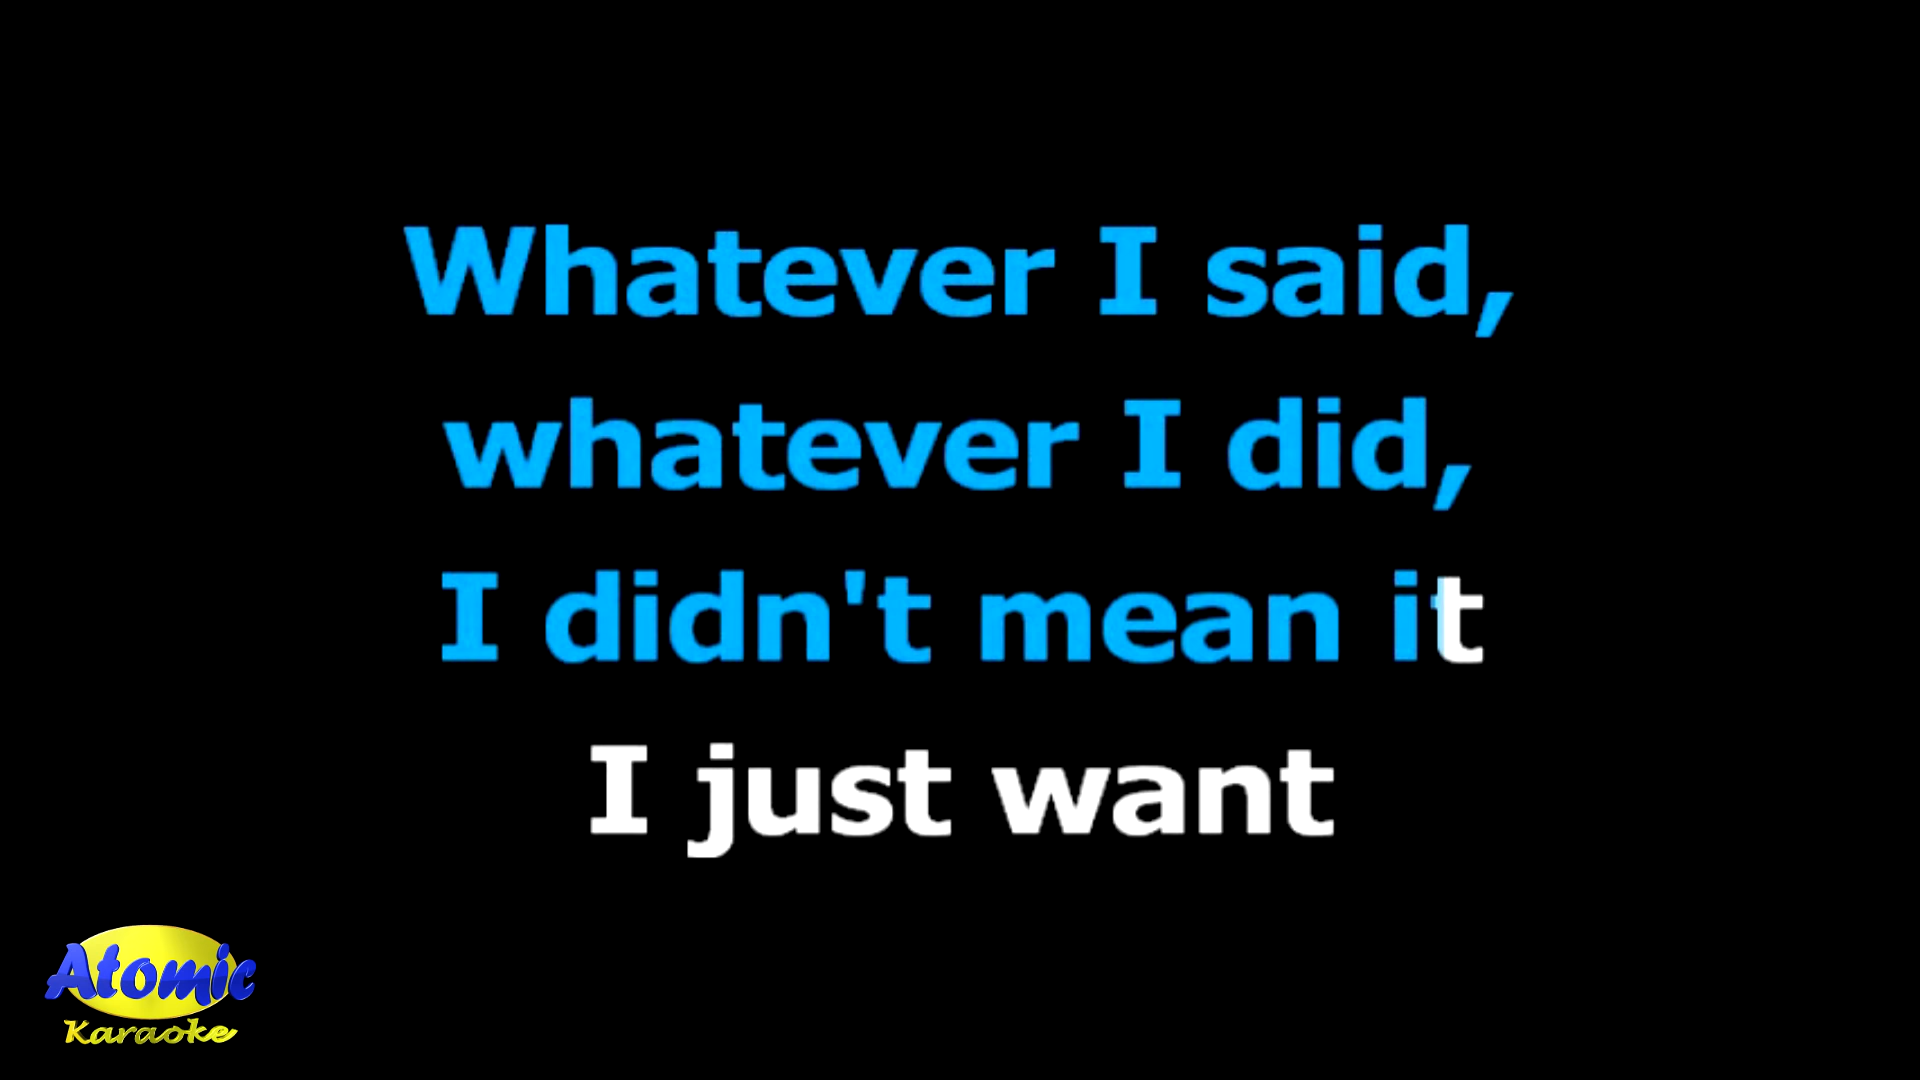 Whatever I said,
whatever I did,
I didn't mean it
I just want
Atomic
Karaoke